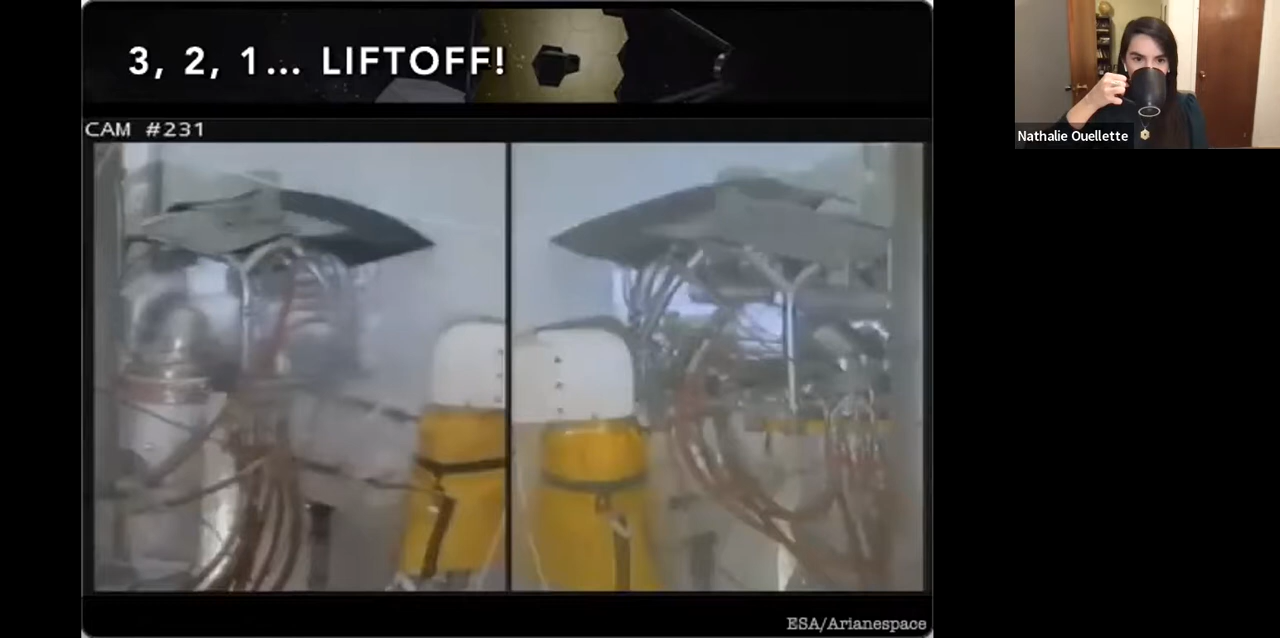 3, 2, 1... LIFTOFF!
CAM #231
Nathalie Ouellette
ESA/Arianespace